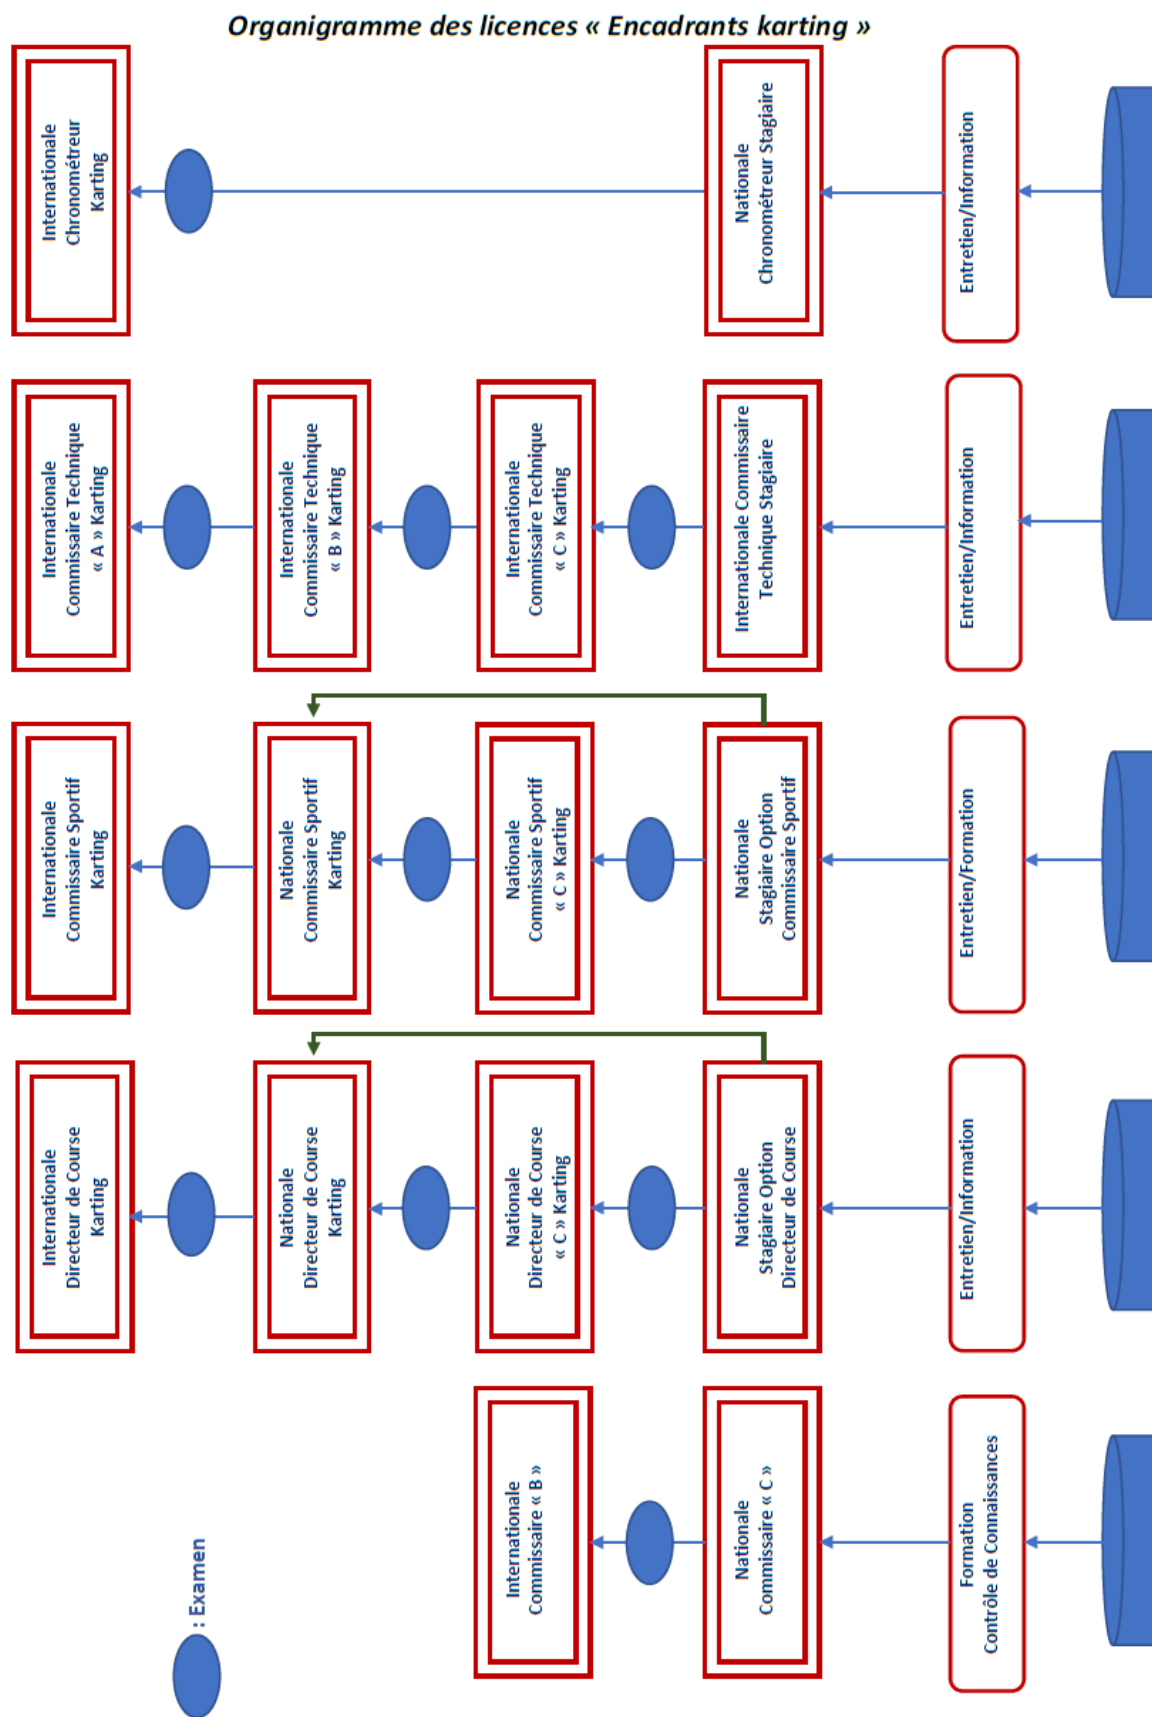 Organigramme des licences « Encadrants karting »
Internationale
Chronométreur
Karting
Nationale
Chronométreur Stagiaire
Entretien/Information
Internationale
Commissaire Technique
« A » Karting
Internationale
Commissaire Technique
« B » Karting
Internationale
Commissaire Technique
« C » Karting
Internationale Commissaire
Technique Stagiaire
Entretien/Information
Internationale
Commissaire Sportif
Karting
Nationale
Commissaire Sportif
Karting
Nationale
Commissaire Sportif
« C » Karting
Nationale
Stagiaire Option
Commissaire Sportif
Entretien/Formation
Internationale
Directeur de Course
Karting
Nationale
Directeur de Course
Karting
Nationale
Directeur de Course
« C » Karting
Nationale
Stagiaire Option
Directeur de Course
Entretien/Information
Internationale
Commissaire « B »
Nationale
Commissaire « C »
Formation
Contrôle de Connaissances
: Examen